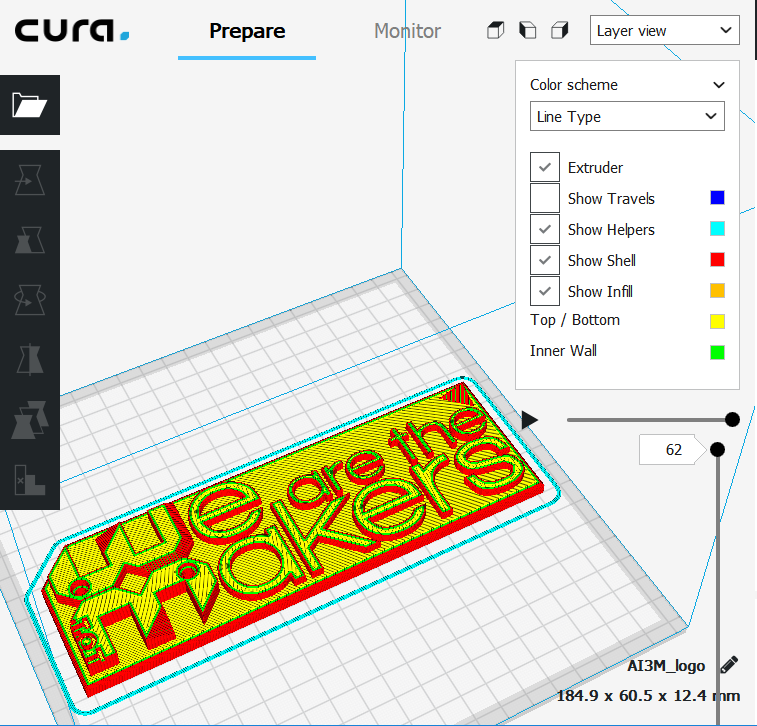 cura.
Prepare
Monitor
Layer view
Color scheme
Line Type
Extruder
Show Travels
Show Helpers
Show Shell
Show Infill
Top / Bottom
Inner Wall
62
We are the
Makers
AI3M_logo
184.9 x 60.5 x 12.4 mm